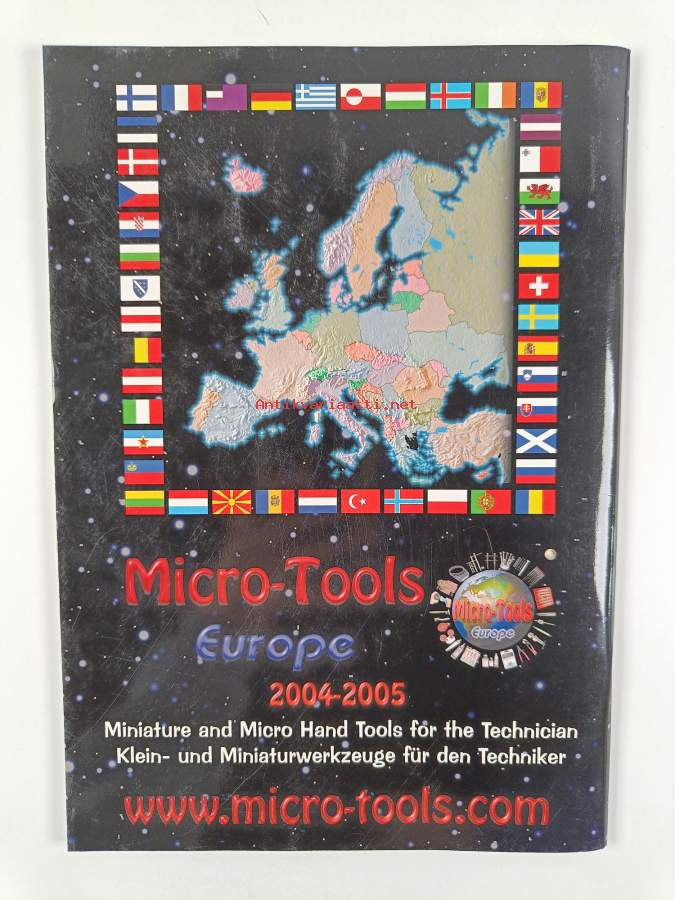 Antikvariaatti.net
Micro-Tools
Europe
Micro-Tools
Europe
2004-2005
Miniature and Micro Hand Tools for the Technician
Klein- und Miniaturwerkzeuge für den Techniker
www.micro-tools.com